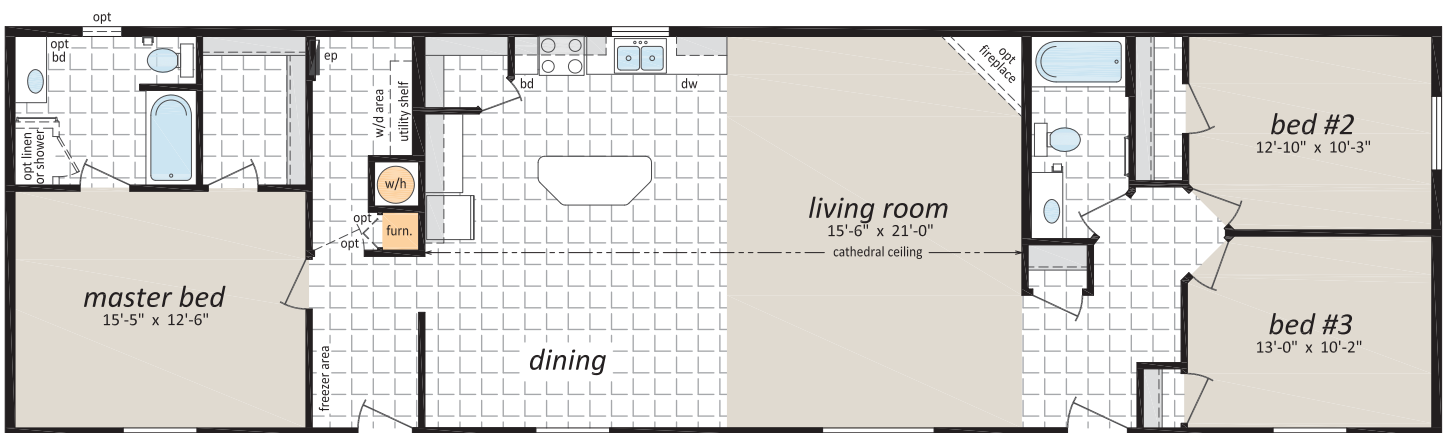 opt
opt
bd
opt linen
or shower
master bed
15'-5" x 12'-6"
ep
w/d area
utility shelf
w/h
furn.
opt
opt
freezer area
bd
dw
dining
living room
15'-6" x 21'-0"
cathedral ceiling
opt
fireplace
bed #2
12'-10" x 10'-3"
bed #3
13'-0" x 10'-2"